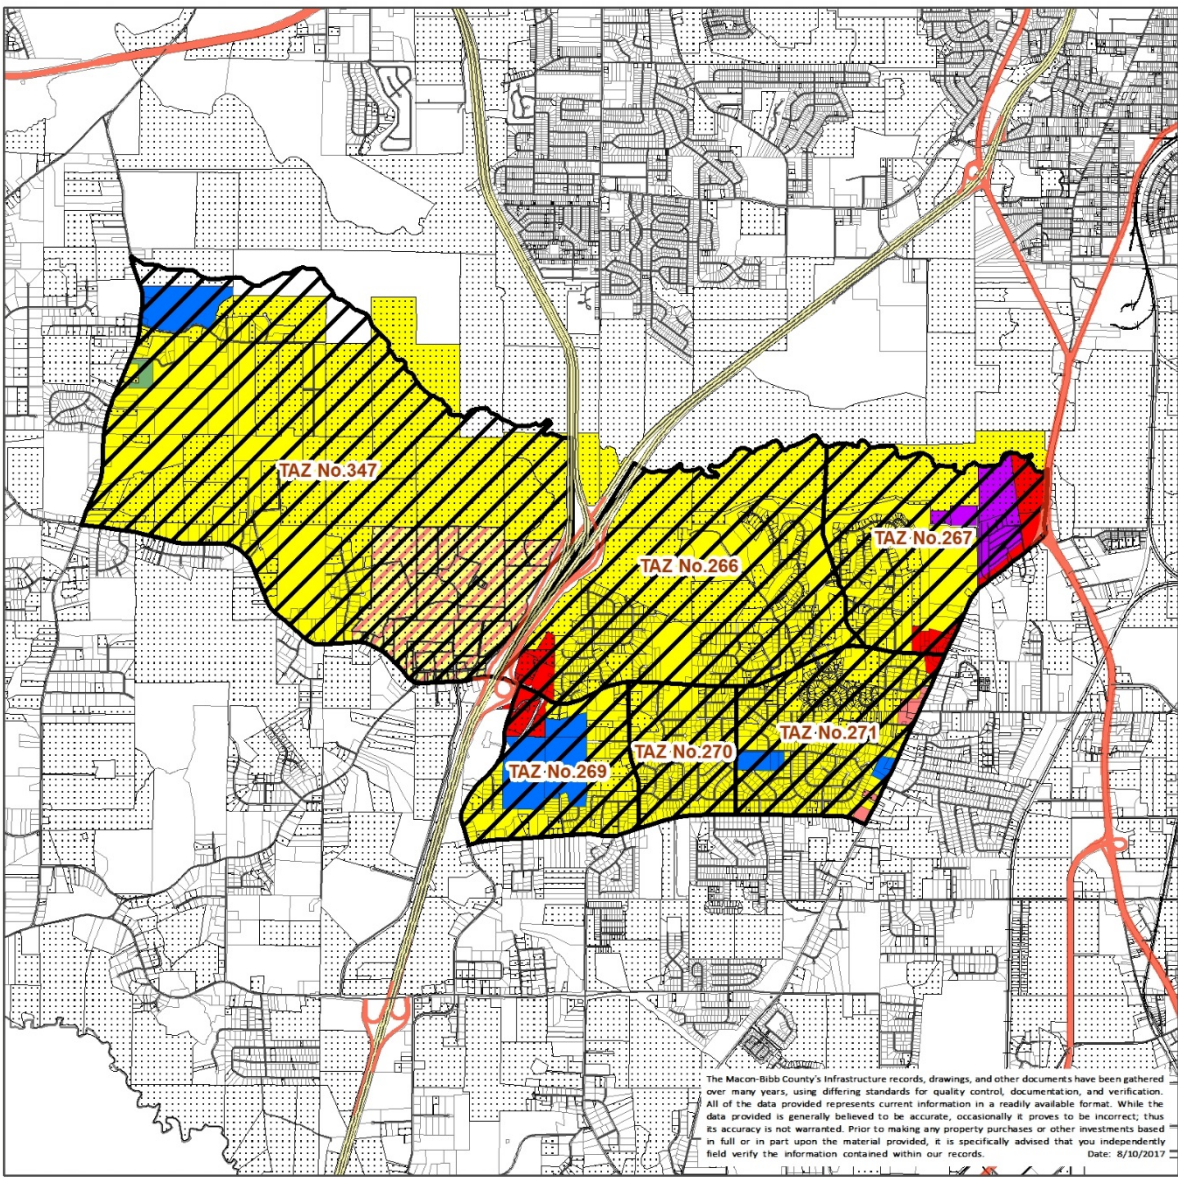 TAZ No.347
TAZ No.267
TAZ No.266
TAZ No.271
TAZ No.270
TAZ No.269
The Macon-Bibb County's Infrastructure records, drawings, and other documents have been gathered
over many years, using differing standards for quality control, documentation, and verification.
All of the data provided represents current information in a readily available format. While the
data provided is generally believed to be accurate, occasionally it proves to be incorrect; thus
its accuracy is not warranted. Prior to making any property purchases or other investments based
in full or in part upon the material provided, it is specifically advised that you independently
field verify the information contained within our records. Date: 8/10/2017